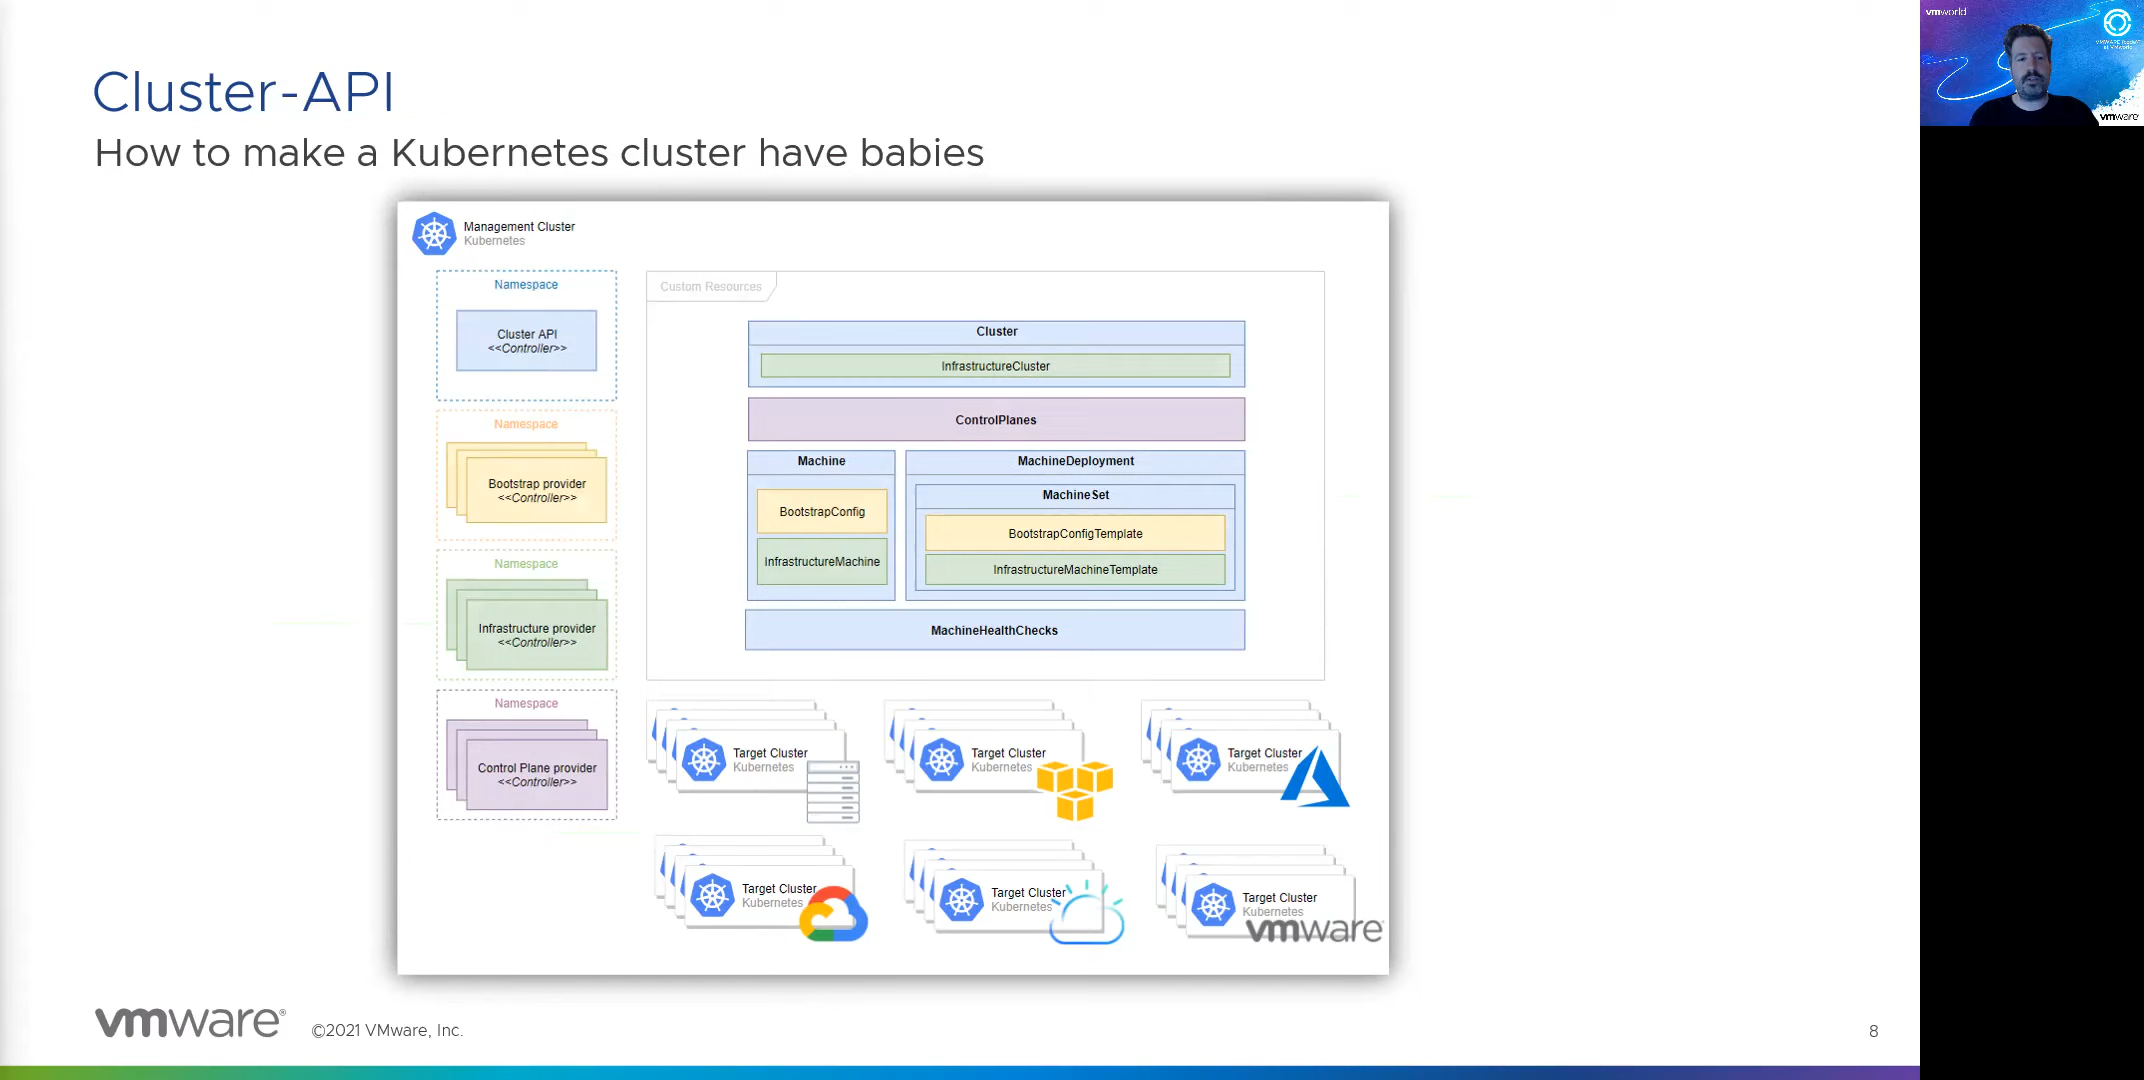 Cluster-API
How to make a Kubernetes cluster have babies
Management Cluster
Kubernetes
Namespace
Cluster API
<<Controller>>
Namespace
Bootstrap provider
<<Controller>>
Namespace
Infrastructure provider
<<Controller>>
Namespace
Control Plane provider
<<Controller>>
Custom Resources
Cluster
InfrastructureCluster
ControlPlanes
Machine
BootstrapConfig
InfrastructureMachine
MachineDeployment
MachineSet
BootstrapConfigTemplate
InfrastructureMachineTemplate
MachineHealthChecks
Target Cluster
Kubernetes
Target Cluster
Kubernetes
Target Cluster
Kubernetes
Target Cluster
Kubernetes
Target Cluster
Kubernetes
Target Cluster
Kubernetes
vmware
vmware®
©2021 VMware, Inc.
8
vmworld
vmware